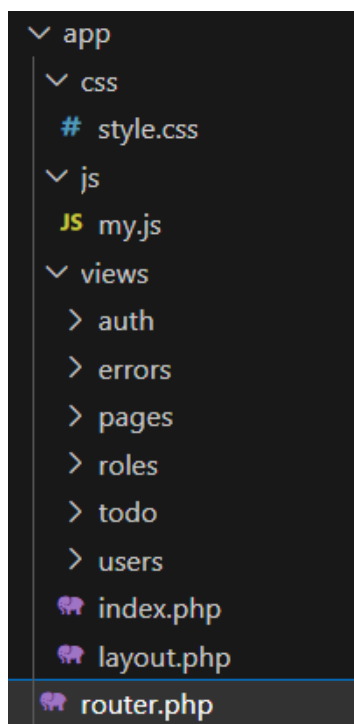 app
css
# style.css
js
JS my.js
views
auth
errors
pages
roles
todo
users
index.php
layout.php
router.php